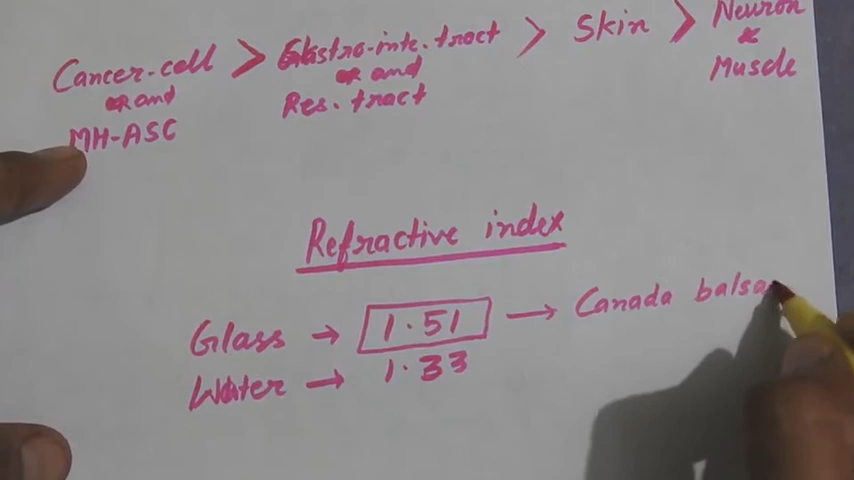 Cancer-cell > Gastro-inte. tract > Skin > Neuron
or and or and &
MH-ASC Res. tract Muscle
Refractive index
Glass → 1.51 → Canada balsa
Water → 1.33